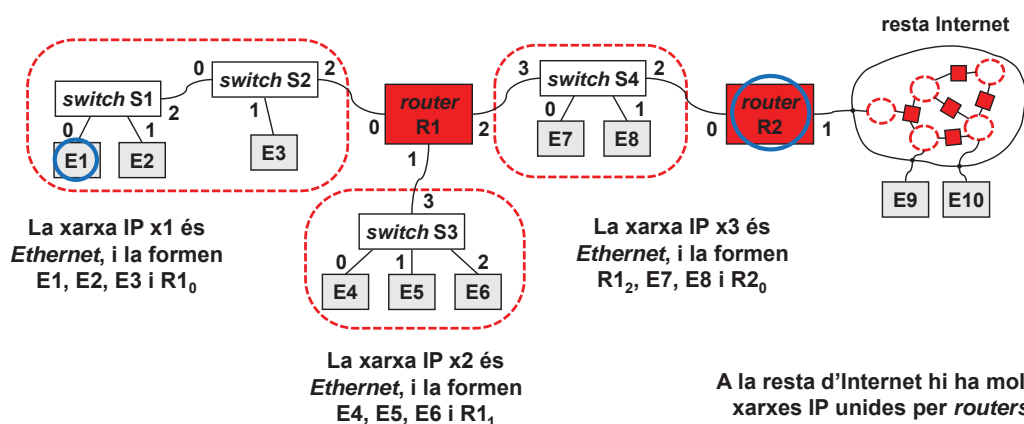 resta Internet
0
switch S2
2
3
switch S4
2
switch S1
2
1
0
router
R1
2
0
router
R2
1
0
1
E3
0
1
E1
E2
1
E7
E8
E9
E10
3
switch S3
0
1
2
E4
E5
E6
La xarxa IP x1 és
Ethernet, i la formen
E1, E2, E3 i R1₀
La xarxa IP x3 és
Ethernet, i la formen
R1₂, E7, E8 i R2₀
La xarxa IP x2 és
Ethernet, i la formen
E4, E5, E6 i R1₁
A la resta d'Internet hi ha mol
xarxes IP unides per routers